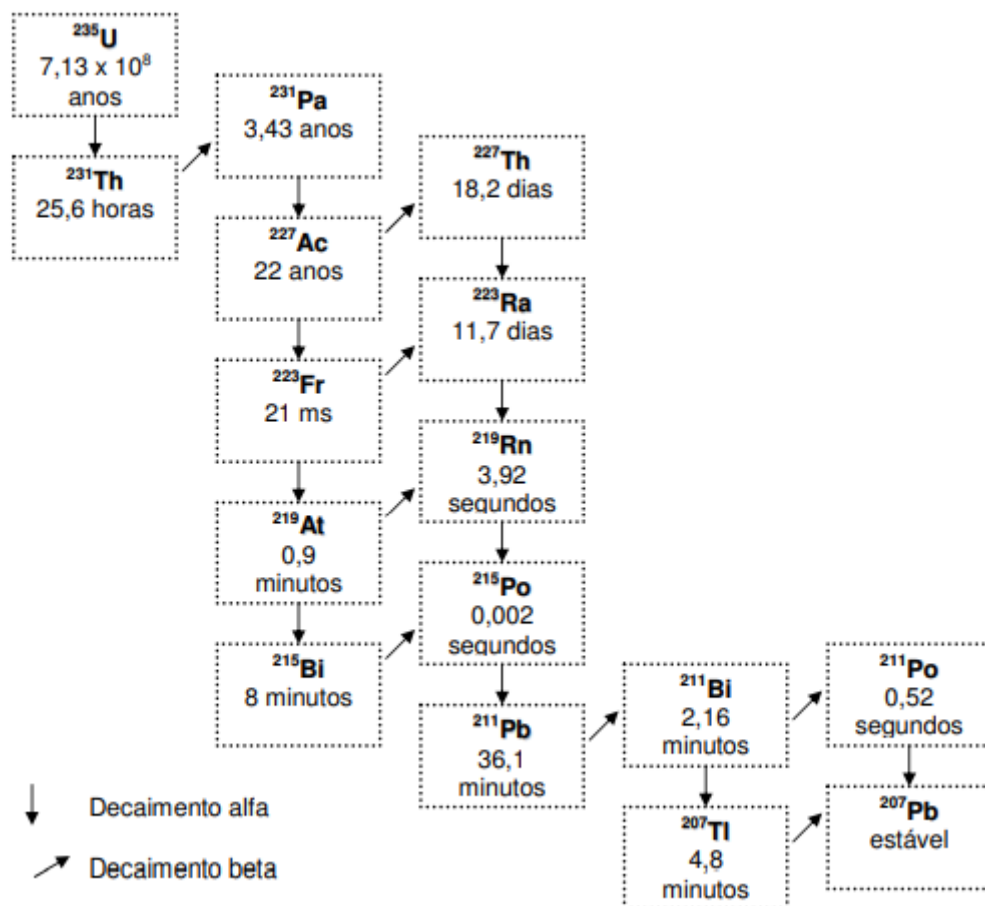 ²³⁵U
7,13 x 10⁸
anos
²³¹Th
25,6 horas
²³¹Pa
3,43 anos
²²⁷Ac
22 anos
²²³Fr
21 ms
²¹⁹At
0,9
minutos
²¹⁵Bi
8 minutos
²²⁷Th
18,2 dias
²²³Ra
11,7 dias
²¹⁹Rn
3,92
segundos
²¹⁵Po
0,002
segundos
²¹¹Pb
36,1
minutos
²¹¹Bi
2,16
minutos
²⁰⁷Tl
4,8
minutos
²¹¹Po
0,52
segundos
²⁰⁷Pb
estável
Decaimento alfa
Decaimento beta